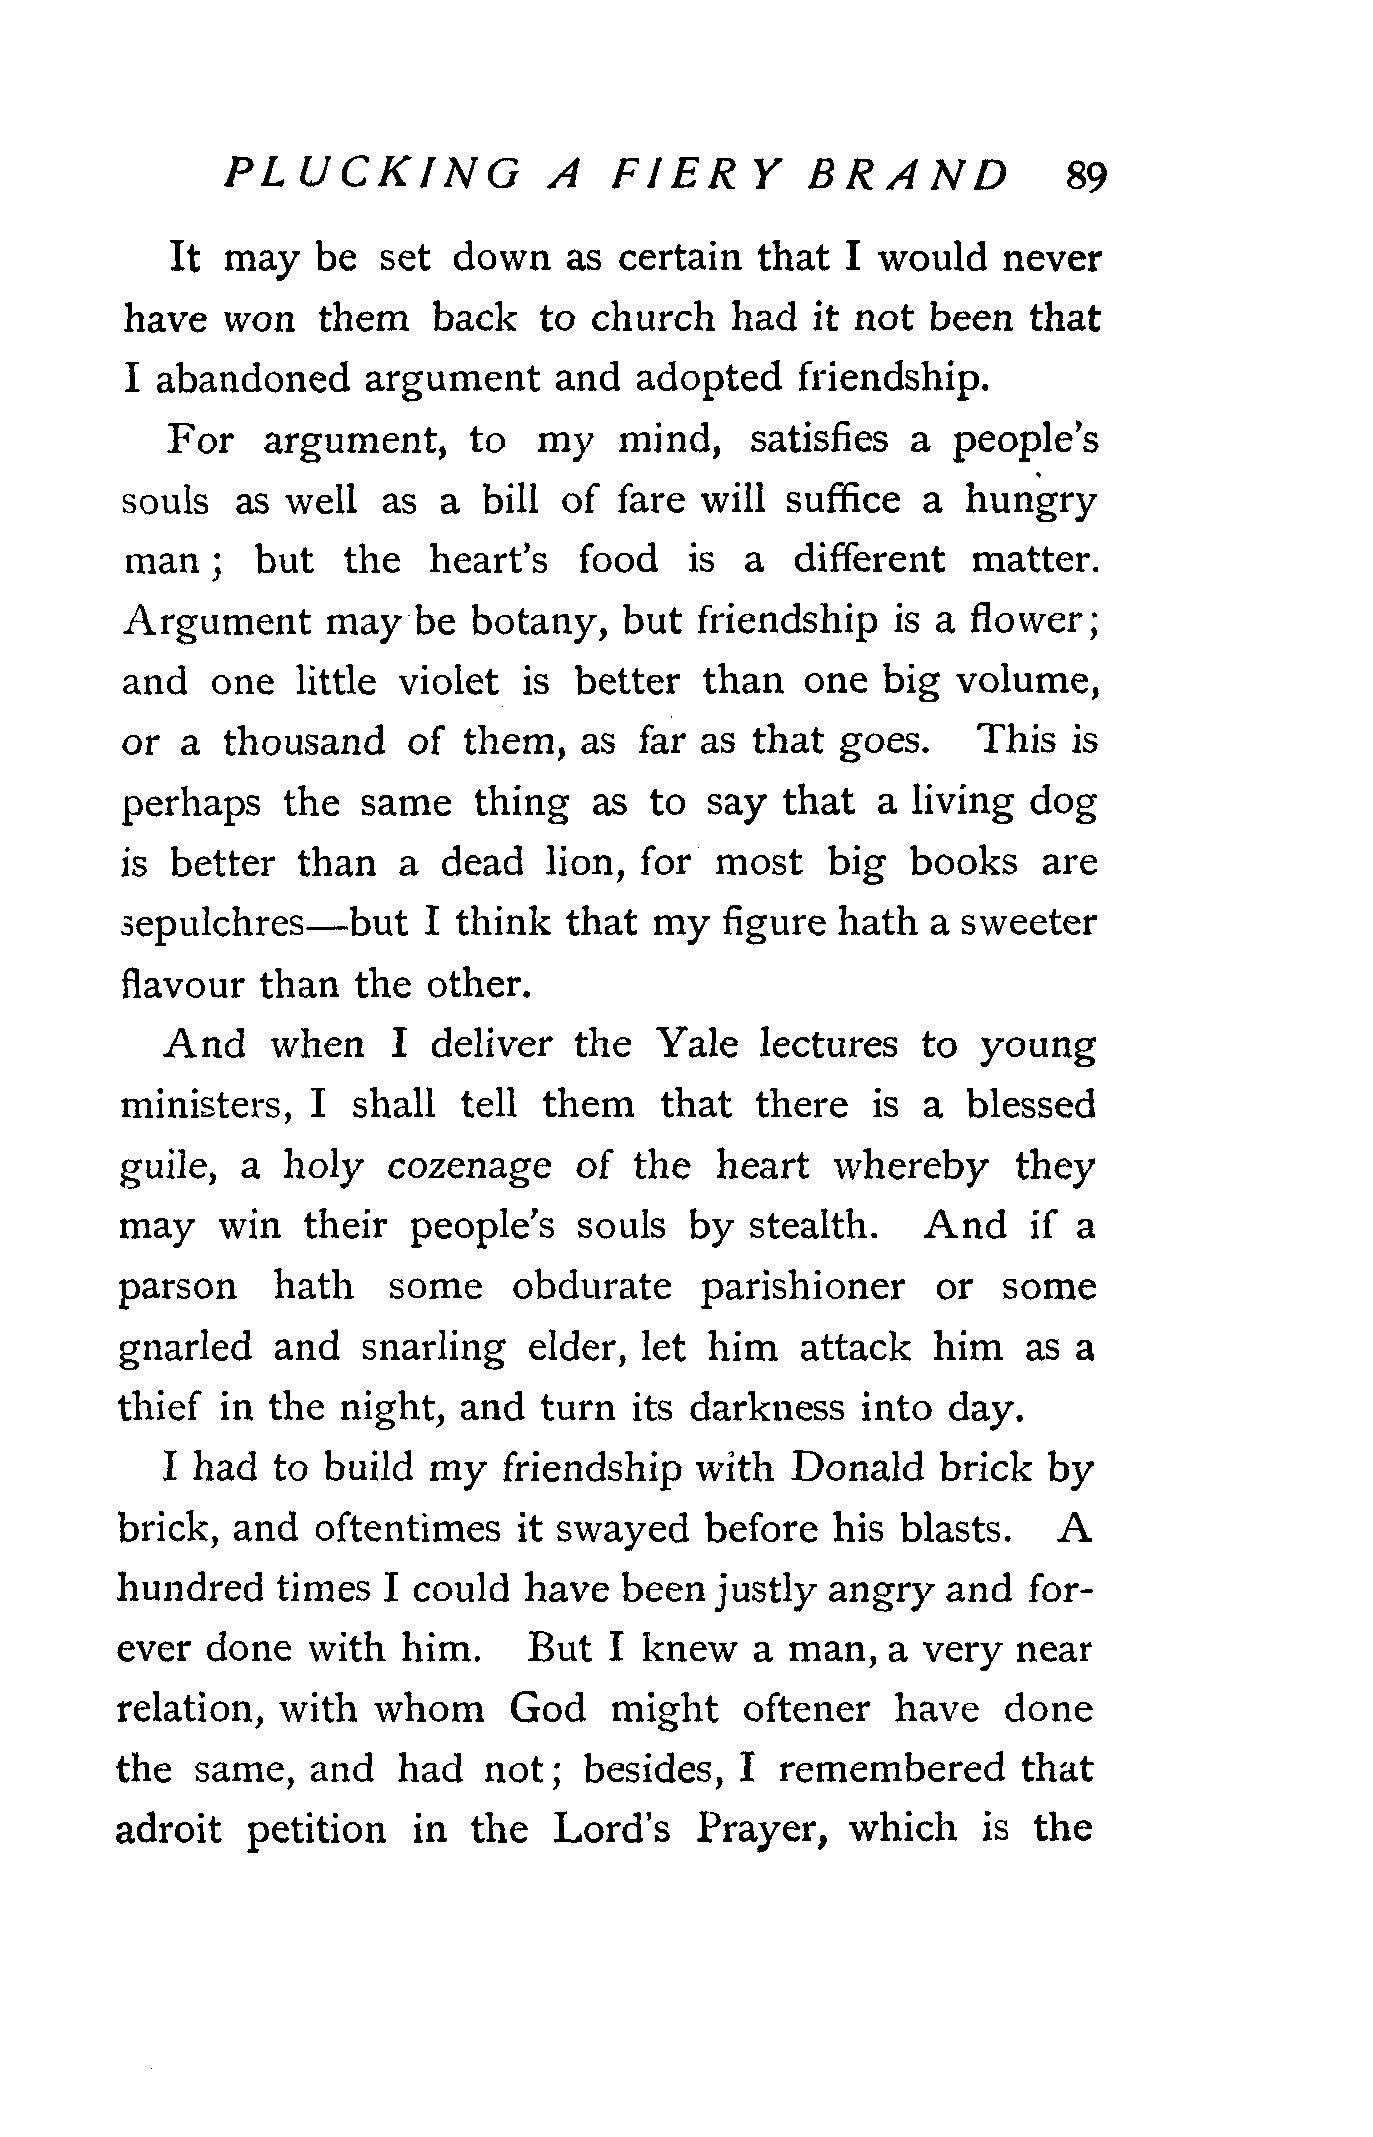 PLUCKING A FIERY BRAND 89
It may be set down as certain that I would never
have won them back to church had it not been that
I abandoned argument and adopted friendship.
For argument, to my mind, satisfies a people's
souls as well as a bill of fare will suffice a hungry
man; but the heart's food is a different matter.
Argument may be botany, but friendship is a flower;
and one little violet is better than one big volume,
or a thousand of them, as far as that goes. This is
perhaps the same thing as to say that a living dog
is better than a dead lion, for most big books are
sepulchres—but I think that my figure hath a sweeter
flavour than the other.
And when I deliver the Yale lectures to young
ministers, I shall tell them that there is a blessed
guile, a holy cozenage of the heart whereby they
may win their people's souls by stealth. And if a
parson hath some obdurate parishioner or some
gnarled and snarling elder, let him attack him as a
thief in the night, and turn its darkness into day.
I had to build my friendship with Donald brick by
brick, and oftentimes it swayed before his blasts. A
hundred times I could have been justly angry and for-
ever done with him. But I knew a man, a very near
relation, with whom God might oftener have done
the same, and had not; besides, I remembered that
adroit petition in the Lord's Prayer, which is the